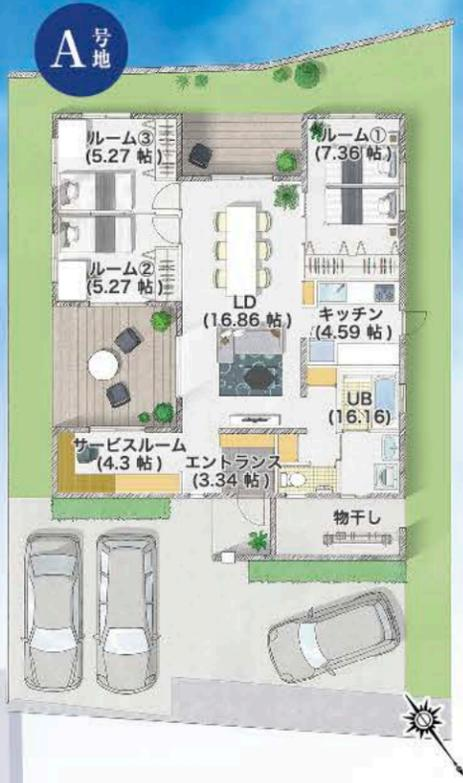 A号地
ルーム③
(5.27 帖)
ルーム①
(7.36 帖)
ルーム②
(5.27 帖)
LD
(16.86 帖)
キッチン
(4.59 帖)
UB
(16.16)
サービスルーム
(4.3 帖)
エントランス
(3.34 帖)
物干し